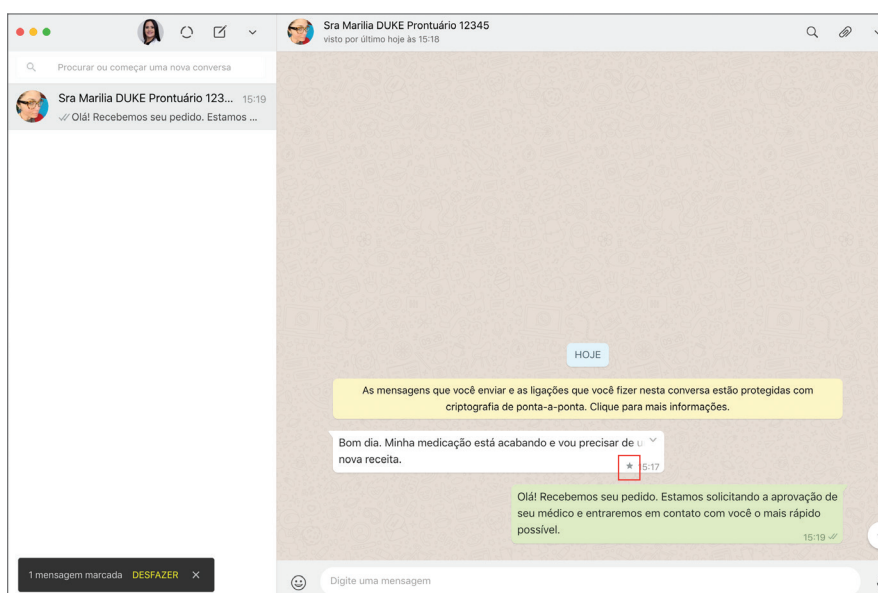 Sra Marilia DUKE Prontuário 12345
visto por último hoje às 15:18
Procurar ou começar uma nova conversa
Sra Marilia DUKE Prontuário 123... 15:19
Olá! Recebemos seu pedido. Estamos ...
HOJE
As mensagens que você enviar e as ligações que você fizer nesta conversa estão protegidas com
criptografia de ponta-a-ponta. Clique para mais informações.
Bom dia. Minha medicação está acabando e vou precisar de u
nova receita.
15:17
Olá! Recebemos seu pedido. Estamos solicitando a aprovação de
seu médico e entraremos em contato com você o mais rápido
possível.
15:19
1 mensagem marcada DESFAZER
Digite uma mensagem